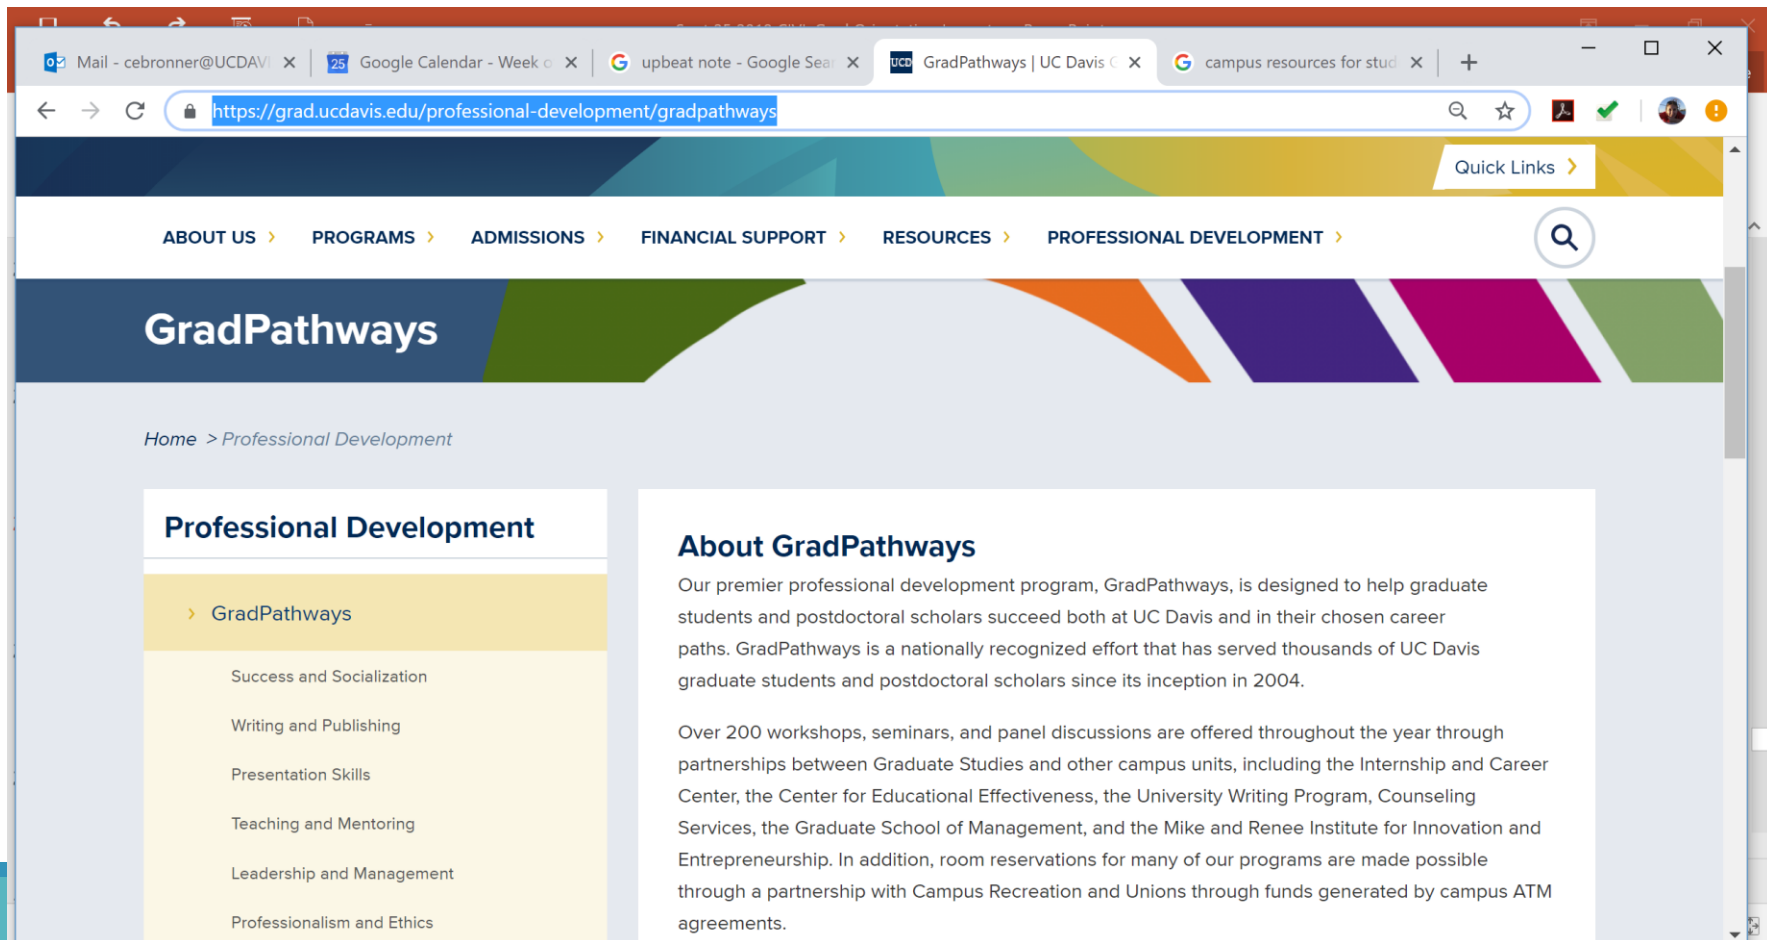 Mail - cebronner@UCDAVI
25
Google Calendar - Week o
upbeat note - Google Sear
UCD
GradPathways | UC Davis G
campus resources for stud
https://grad.ucdavis.edu/professional-development/gradpathways
Quick Links
ABOUT US
PROGRAMS
ADMISSIONS
FINANCIAL SUPPORT
RESOURCES
PROFESSIONAL DEVELOPMENT
GradPathways
Home > Professional Development
Professional Development
GradPathways
Success and Socialization
Writing and Publishing
Presentation Skills
Teaching and Mentoring
Leadership and Management
Professionalism and Ethics
About GradPathways
Our premier professional development program, GradPathways, is designed to help graduate
students and postdoctoral scholars succeed both at UC Davis and in their chosen career
paths. GradPathways is a nationally recognized effort that has served thousands of UC Davis
graduate students and postdoctoral scholars since its inception in 2004.
Over 200 workshops, seminars, and panel discussions are offered throughout the year through
partnerships between Graduate Studies and other campus units, including the Internship and Career
Center, the Center for Educational Effectiveness, the University Writing Program, Counseling
Services, the Graduate School of Management, and the Mike and Renee Institute for Innovation and
Entrepreneurship. In addition, room reservations for many of our programs are made possible
through a partnership with Campus Recreation and Unions through funds generated by campus ATM
agreements.